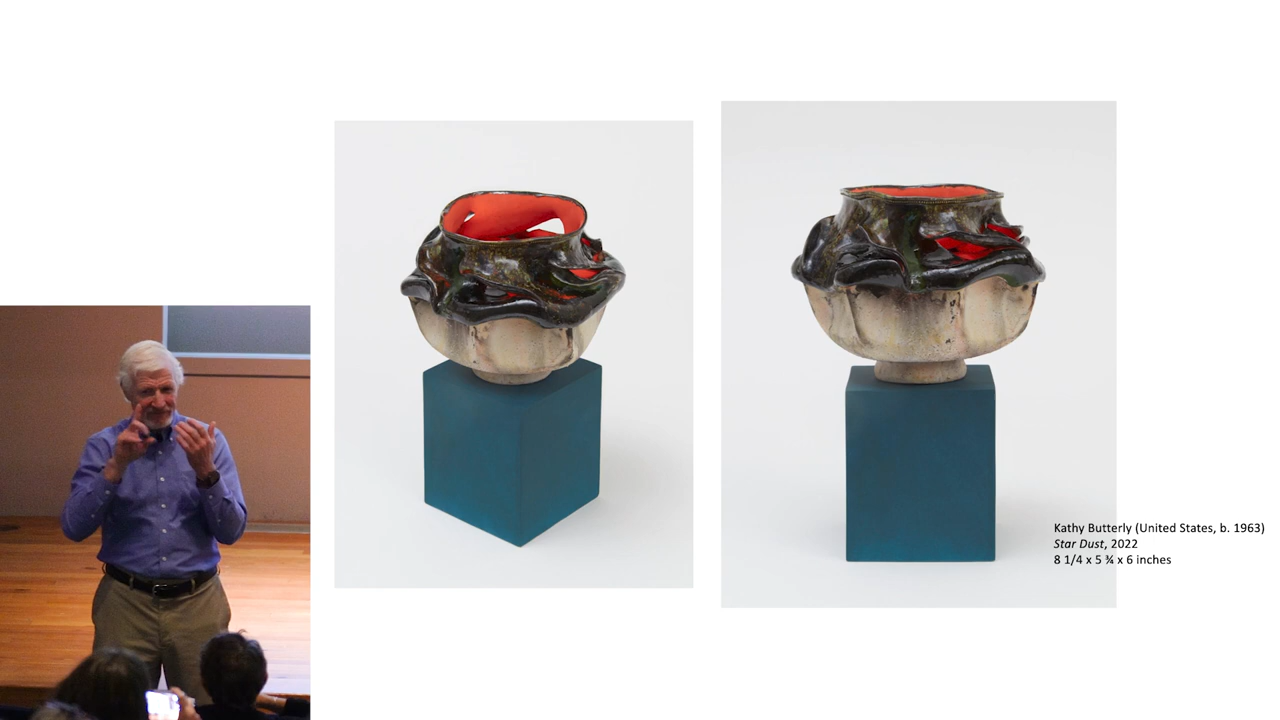 Kathy Butterly (United States, b. 1963)
Star Dust, 2022
8 1/4 x 5 ¾ x 6 inches